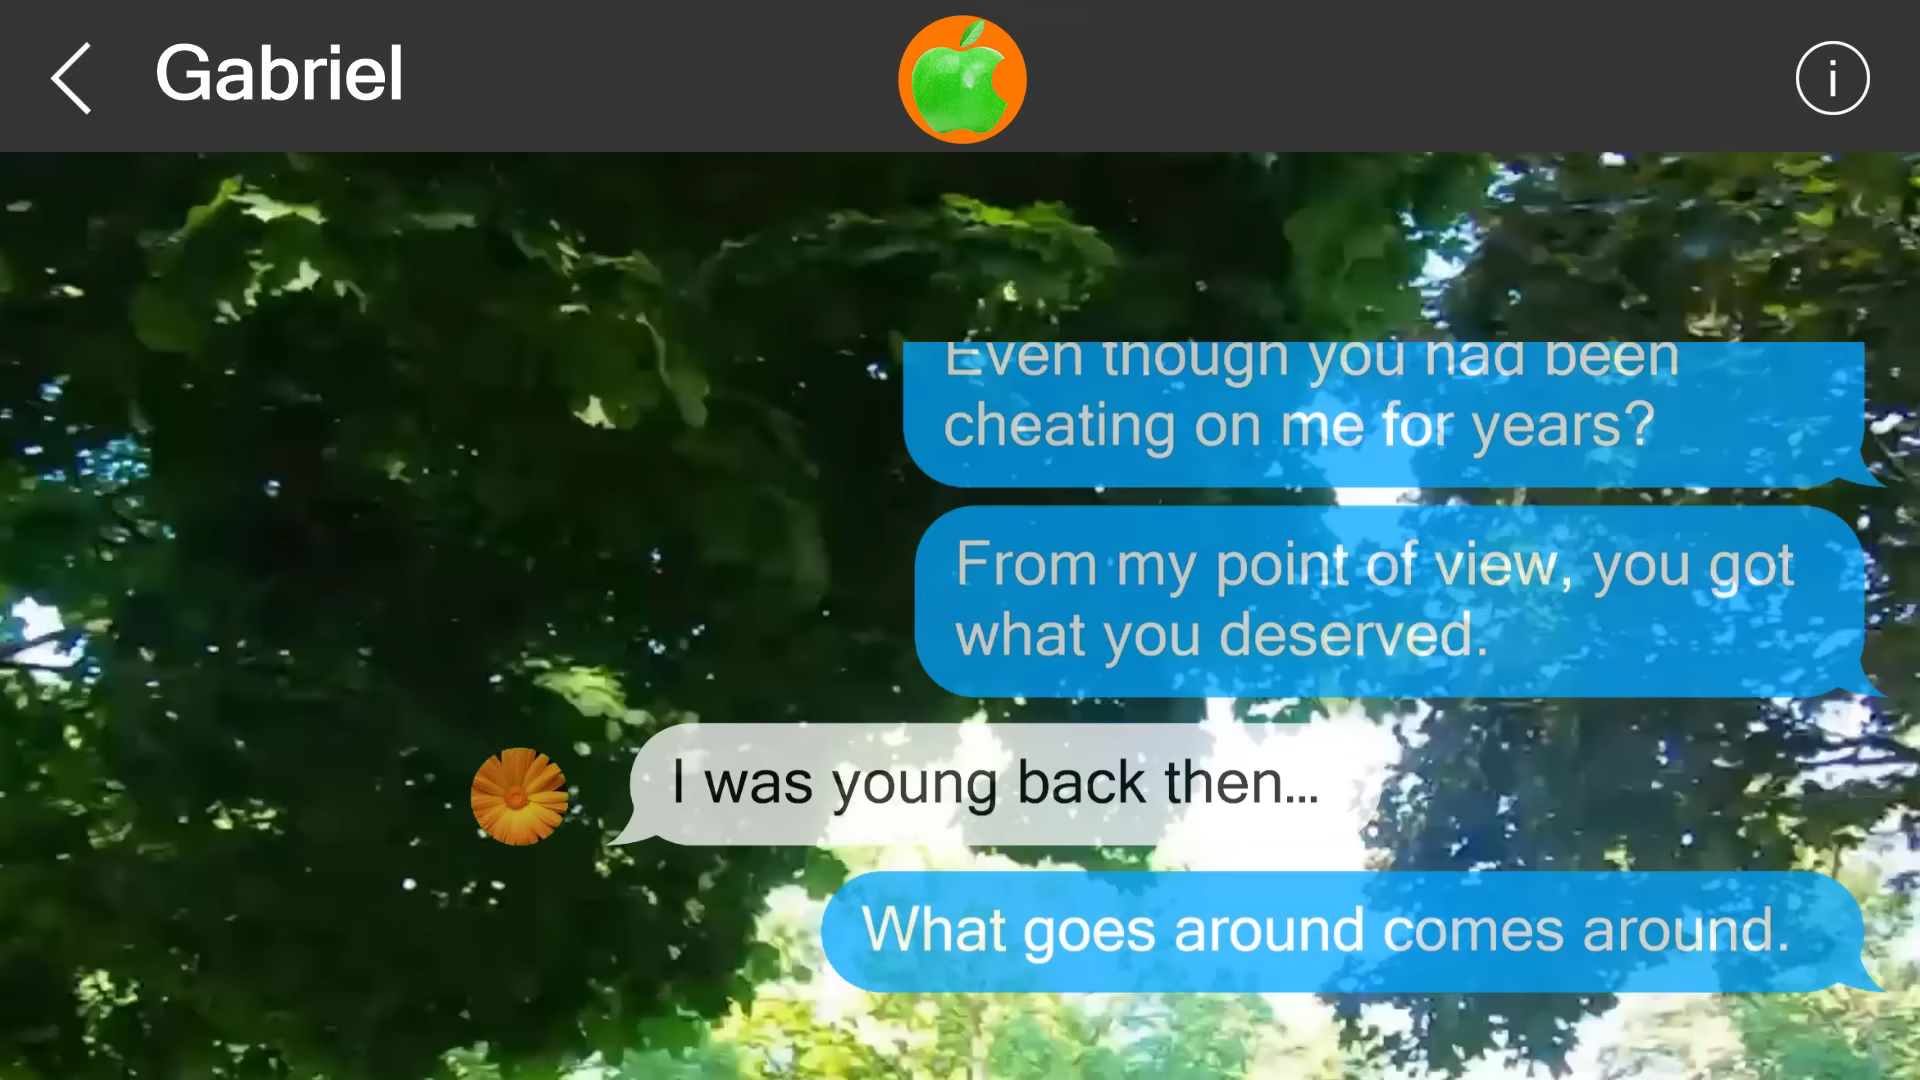 Gabriel
Even though you had been
cheating on me for years?
From my point of view, you got
what you deserved.
I was young back then...
What goes around comes around.